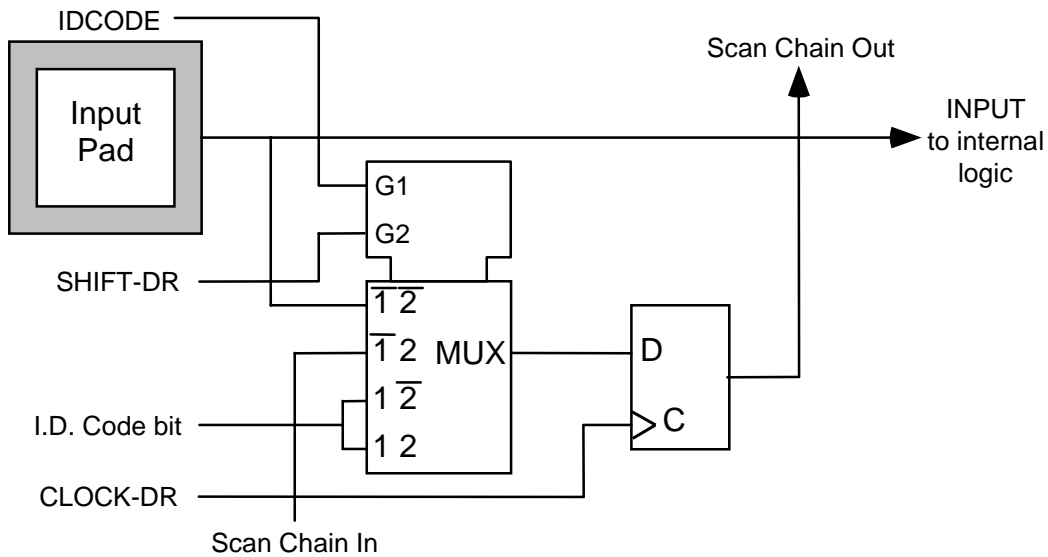 IDCODE
Scan Chain Out
Input
Pad
INPUT
to internal
logic
G1
G2
SHIFT-DR
1̅ 2̅
1̅ 2
MUX
D
1 2̅
I.D. Code bit
C
1 2
CLOCK-DR
Scan Chain In